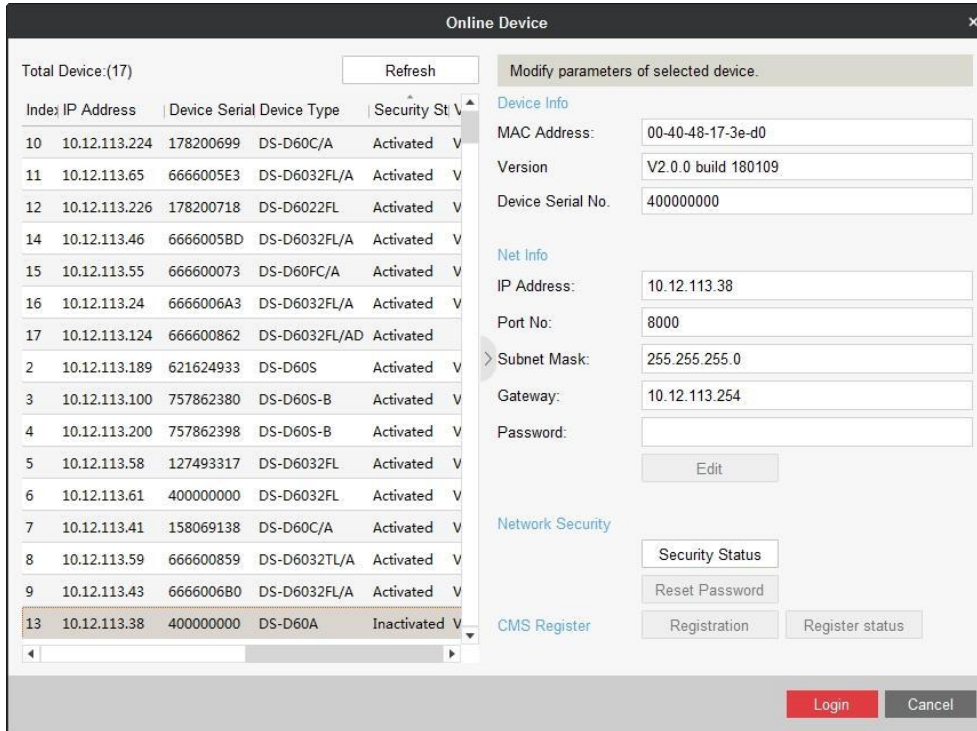 Online Device
Total Device:(17)
Refresh
Index IP Address Device Serial Device Type Security St V
10 10.12.113.224 178200699 DS-D60C/A Activated V
11 10.12.113.65 6666005E3 DS-D6032FL/A Activated V
12 10.12.113.226 178200718 DS-D6022FL Activated V
14 10.12.113.46 6666005BD DS-D6032FL/A Activated V
15 10.12.113.55 666600073 DS-D60FC/A Activated V
16 10.12.113.24 6666006A3 DS-D6032FL/A Activated V
17 10.12.113.124 666600862 DS-D6032FL/AD Activated
2 10.12.113.189 621624933 DS-D60S Activated V
3 10.12.113.100 757862380 DS-D60S-B Activated V
4 10.12.113.200 757862398 DS-D60S-B Activated V
5 10.12.113.58 127493317 DS-D6032FL Activated V
6 10.12.113.61 400000000 DS-D6032FL Activated V
7 10.12.113.41 158069138 DS-D60C/A Activated V
8 10.12.113.59 666600859 DS-D6032TL/A Activated V
9 10.12.113.43 6666006B0 DS-D6032FL/A Activated V
13 10.12.113.38 400000000 DS-D60A Inactivated V
Modify parameters of selected device.
Device Info
MAC Address: 00-40-48-17-3e-d0
Version V2.0.0 build 180109
Device Serial No. 400000000
Net Info
IP Address: 10.12.113.38
Port No: 8000
Subnet Mask: 255.255.255.0
Gateway: 10.12.113.254
Password:
Edit
Network Security
Security Status
Reset Password
CMS Register Registration Register status
Login Cancel